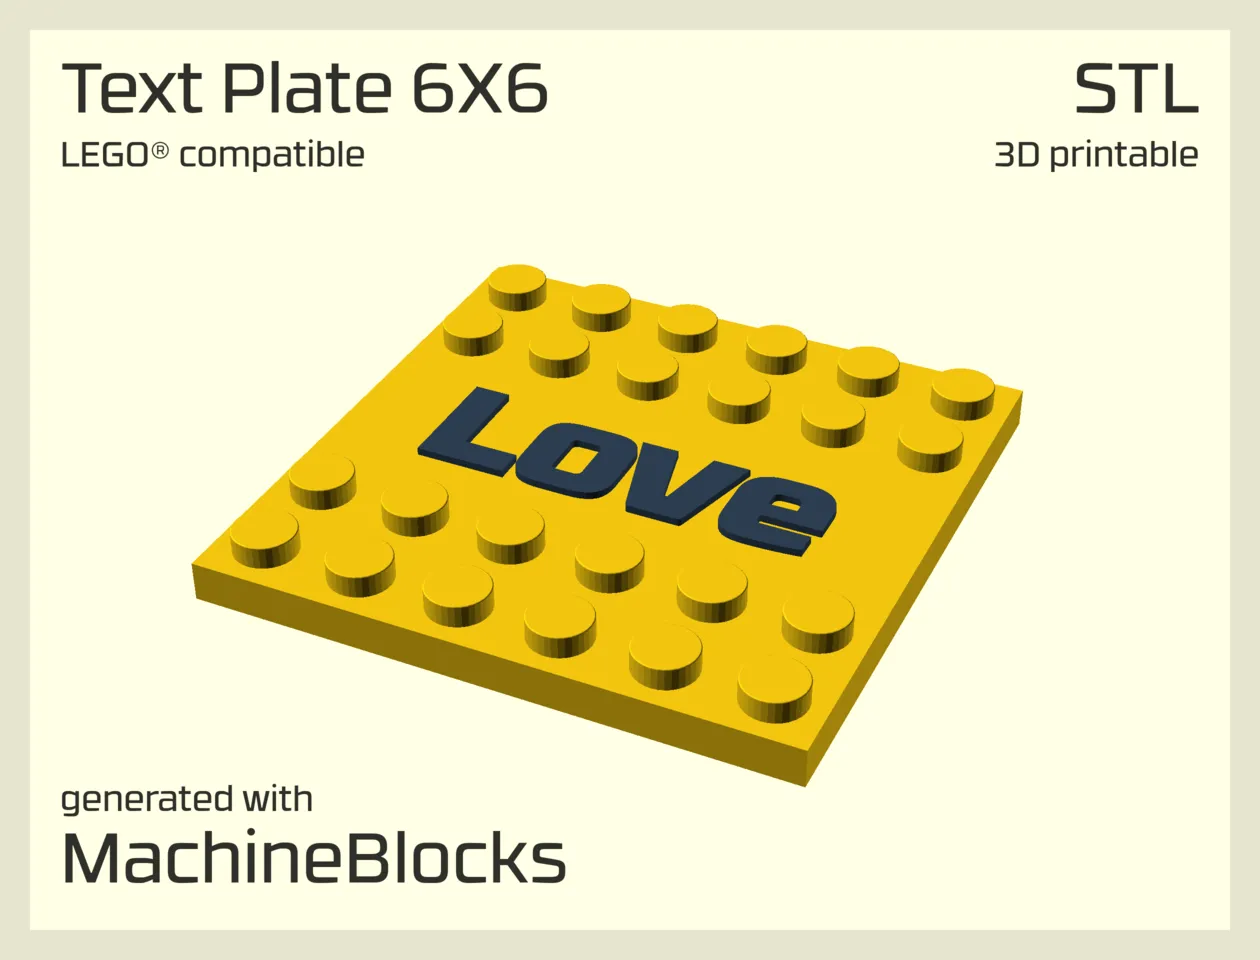 Text Plate 6X6
LEGO® compatible
STL
3D printable
Love
generated with
MachineBlocks